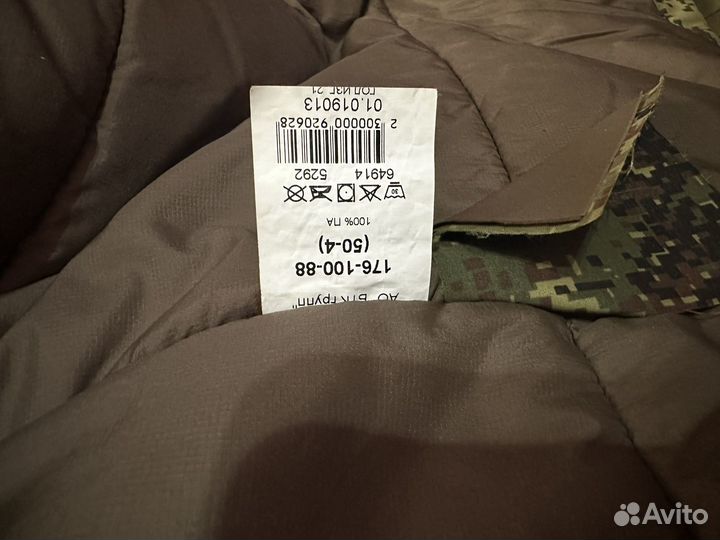 АО "БТК групп"
176-100-88
(50-4)
100% ПА
30
64914 5292
2 300000 920628
01.019013
ГОД ИЗГ. 21
Avito